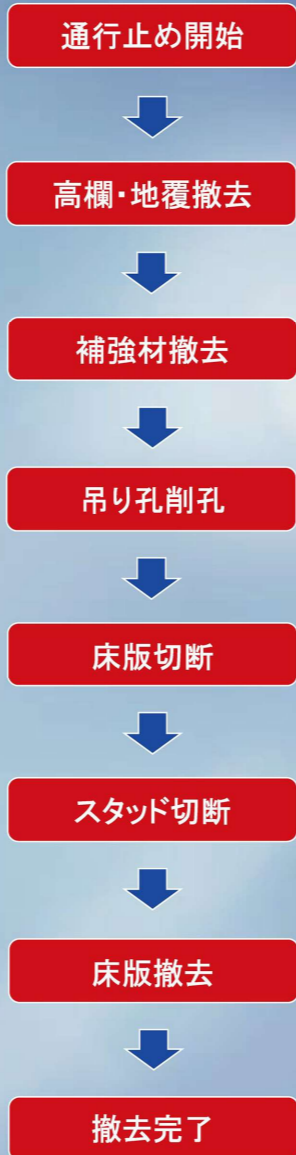 通行止め開始
高欄・地覆撤去
補強材撤去
吊り孔削孔
床版切断
スタッド切断
床版撤去
撤去完了